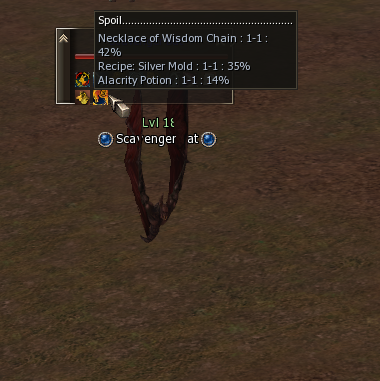 Spoil
Necklace of Wisdom Chain : 1-1 :
42%
Recipe: Silver Mold : 1-1 : 35%
Alacrity Potion : 1-1 : 14%
Lvl 18
Scavenger